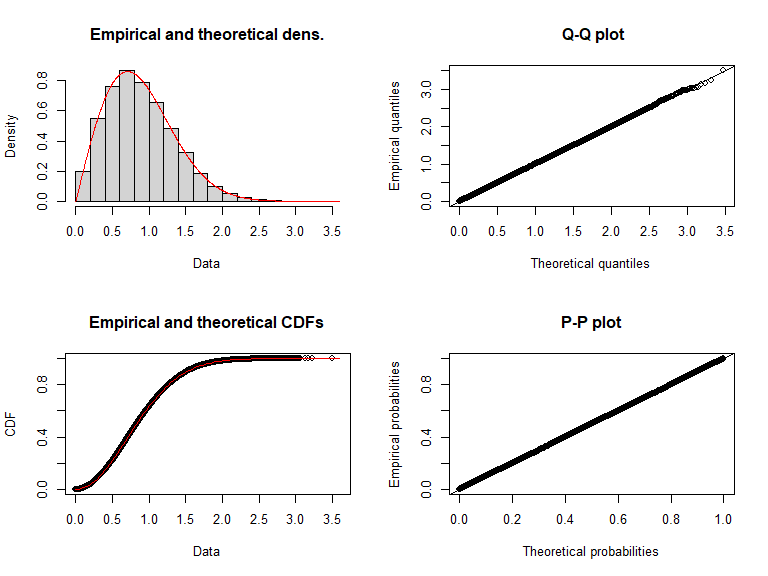 Empirical and theoretical dens.
Density
0.0 0.2 0.4 0.6 0.8
0.0 0.5 1.0 1.5 2.0 2.5 3.0 3.5
Data
Q-Q plot
Empirical quantiles
0.0 1.0 2.0 3.0
0.0 0.5 1.0 1.5 2.0 2.5 3.0 3.5
Theoretical quantiles
Empirical and theoretical CDFs
CDF
0.0 0.4 0.8
0.0 0.5 1.0 1.5 2.0 2.5 3.0 3.5
Data
P-P plot
Empirical probabilities
0.0 0.4 0.8
0.0 0.2 0.4 0.6 0.8 1.0
Theoretical probabilities